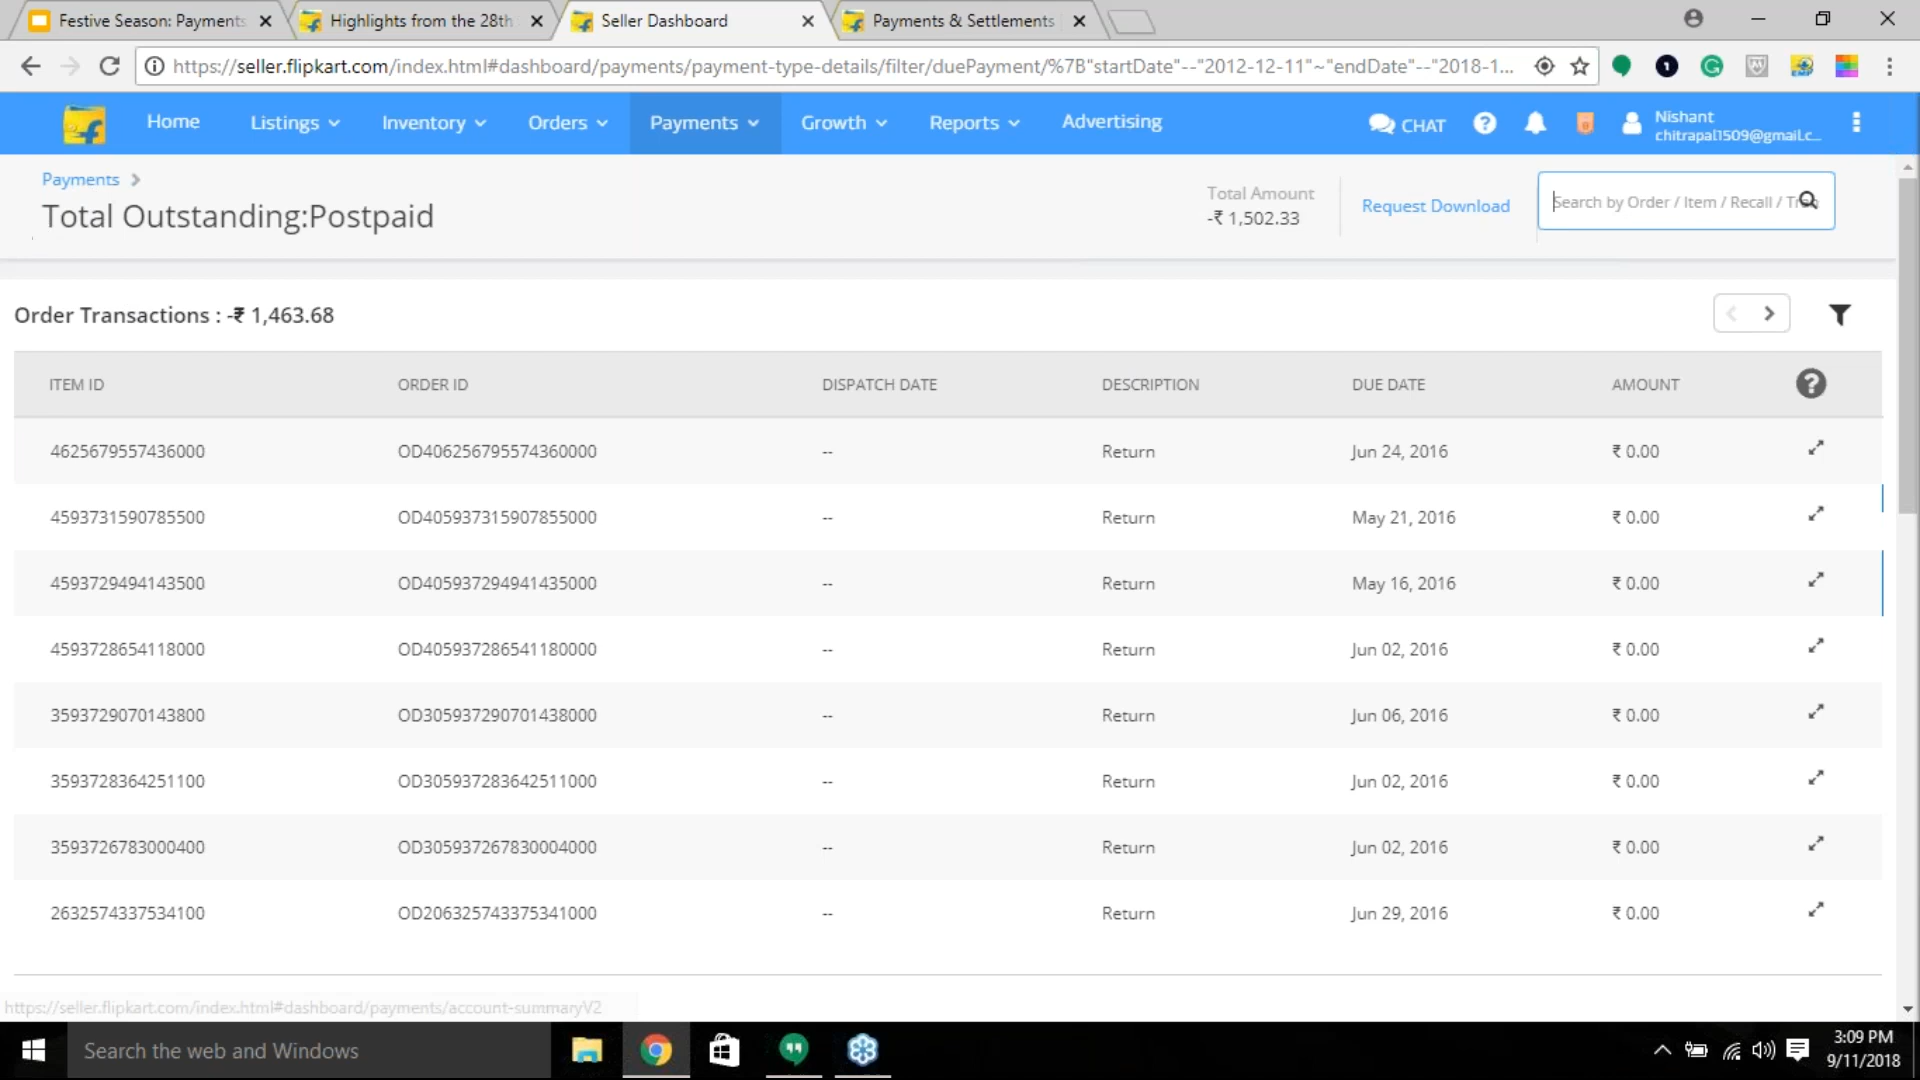 Festive Season: Payments
Highlights from the 28th
Seller Dashboard
Payments & Settlements
https://seller.flipkart.com/index.html#dashboard/payments/payment-type-details/filter/duePayment/%7B"startDate"--"2012-12-11"~"endDate"--"2018-1...
Home
Listings
Inventory
Orders
Payments
Growth
Reports
Advertising
CHAT
Nishant
chitrapal1509@gmail.c...
Payments
Total Outstanding:Postpaid
Total Amount
-₹ 1,502.33
Request Download
Search by Order / Item / Recall /
Order Transactions : -₹ 1,463.68
ITEM ID ORDER ID DISPATCH DATE DESCRIPTION DUE DATE AMOUNT
4625679557436000 OD406256795574360000 -- Return Jun 24, 2016 ₹ 0.00
4593731590785500 OD405937315907855000 -- Return May 21, 2016 ₹ 0.00
4593729494143500 OD405937294941435000 -- Return May 16, 2016 ₹ 0.00
4593728654118000 OD405937286541180000 -- Return Jun 02, 2016 ₹ 0.00
3593729070143800 OD305937290701438000 -- Return Jun 06, 2016 ₹ 0.00
3593728364251100 OD305937283642511000 -- Return Jun 02, 2016 ₹ 0.00
3593726783000400 OD305937267830004000 -- Return Jun 02, 2016 ₹ 0.00
2632574337534100 OD206325743375341000 -- Return Jun 29, 2016 ₹ 0.00
https://seller.flipkart.com/index.html#dashboard/payments/account-summaryV2
Search the web and Windows
3:09 PM
9/11/2018